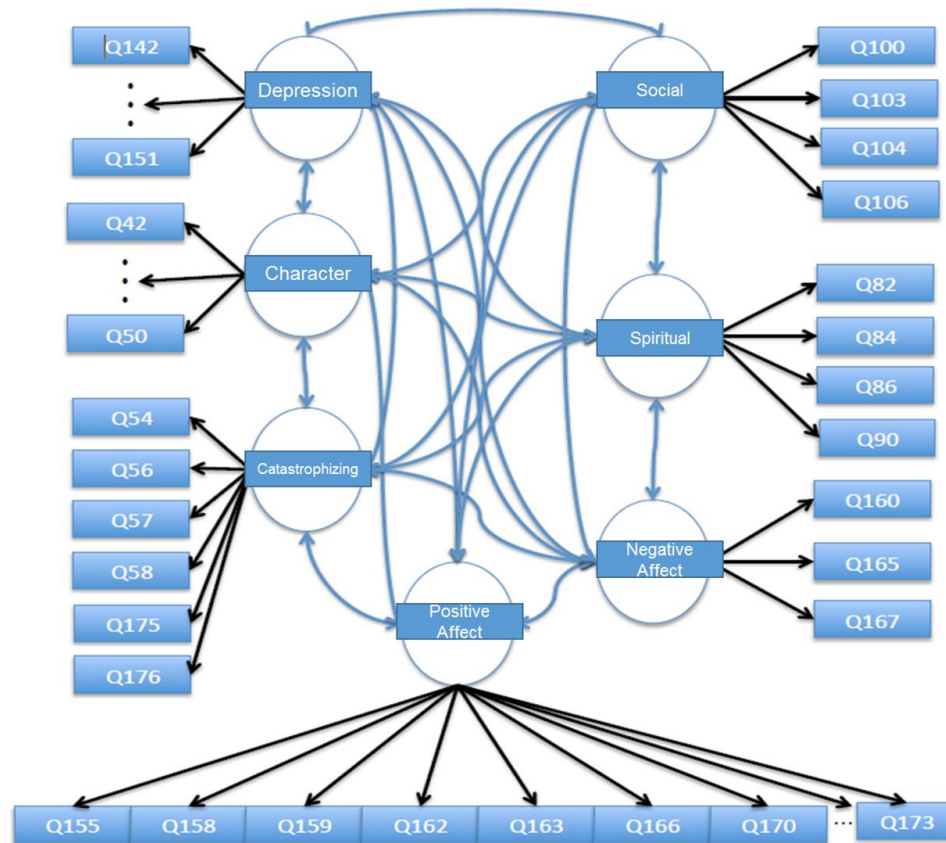 Q142
Q151
Depression
Social
Q100
Q103
Q104
Q106
Q42
Q50
Character
Spiritual
Q82
Q84
Q86
Q90
Q54
Q56
Q57
Q58
Q175
Q176
Catastrophizing
Negative
Affect
Q160
Q165
Q167
Positive
Affect
Q155
Q158
Q159
Q162
Q163
Q166
Q170
...
Q173